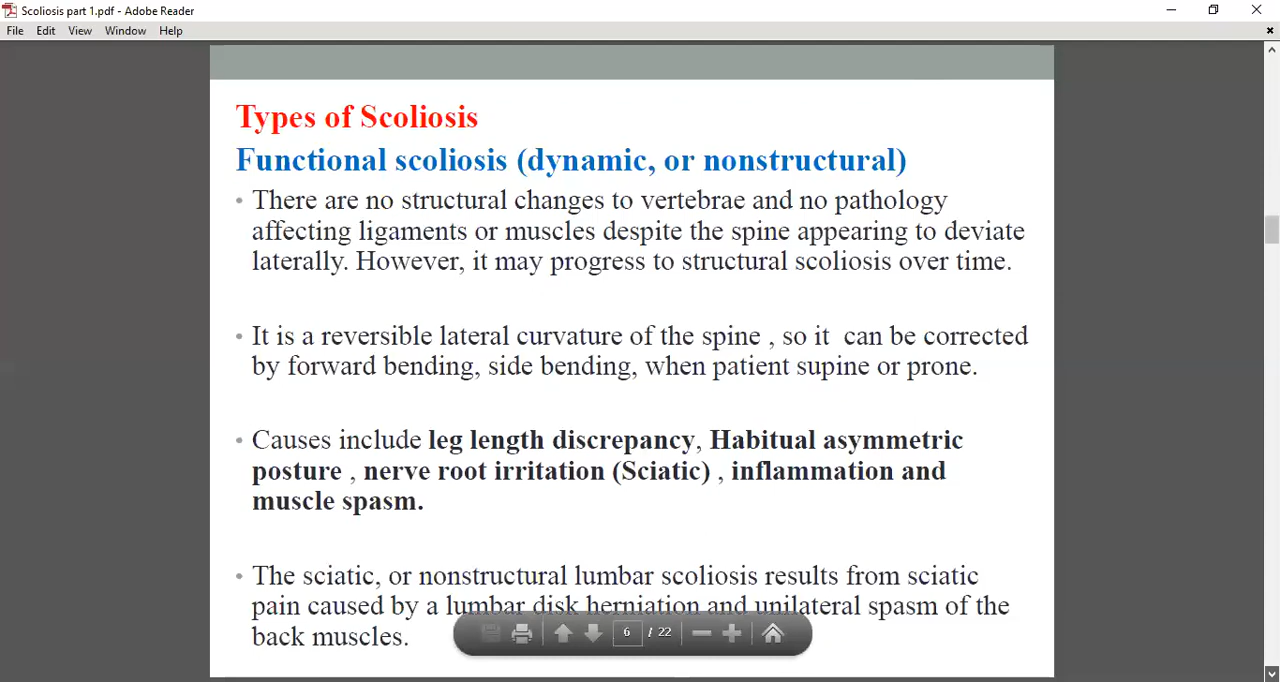 Scoliosis part 1.pdf - Adobe Reader
File Edit View Window Help
Types of Scoliosis
Functional scoliosis (dynamic, or nonstructural)
• There are no structural changes to vertebrae and no pathology
affecting ligaments or muscles despite the spine appearing to deviate
laterally. However, it may progress to structural scoliosis over time.
• It is a reversible lateral curvature of the spine , so it can be corrected
by forward bending, side bending, when patient supine or prone.
• Causes include leg length discrepancy, Habitual asymmetric
posture , nerve root irritation (Sciatic) , inflammation and
muscle spasm.
• The sciatic, or nonstructural lumbar scoliosis results from sciatic
pain caused by a lumbar disk herniation and unilateral spasm of the
back muscles.
6 / 22